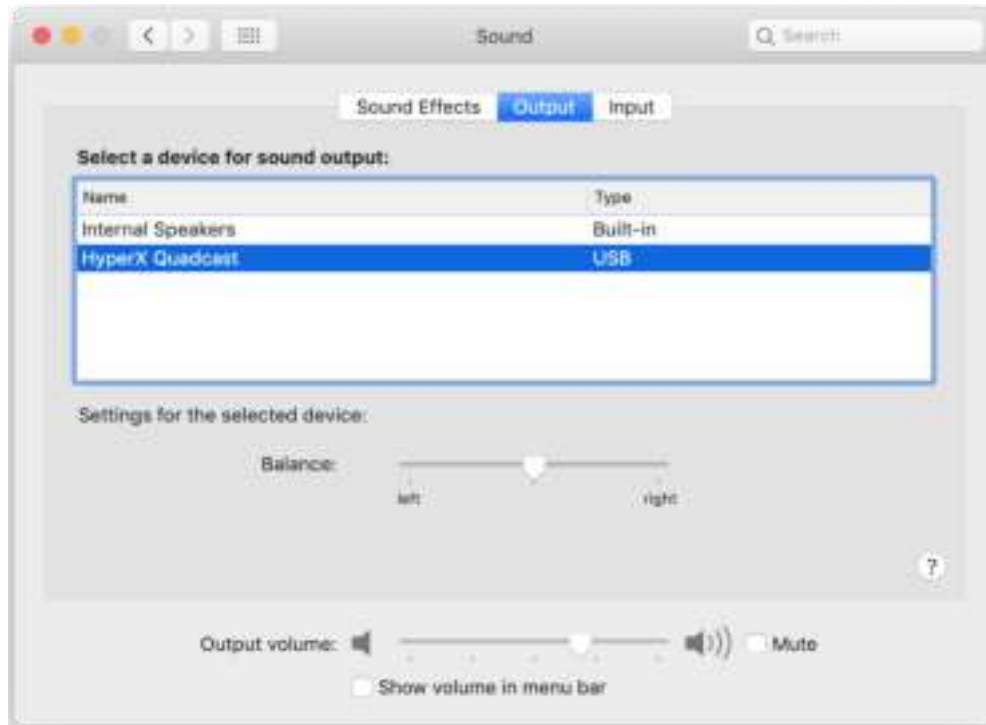 Sound
Search
Sound Effects Output Input
Select a device for sound output:
Name Type
Internal Speakers Built-in
HyperX Quadcast USB
Settings for the selected device:
Balance:
left right
?
Output volume: Mute
Show volume in menu bar